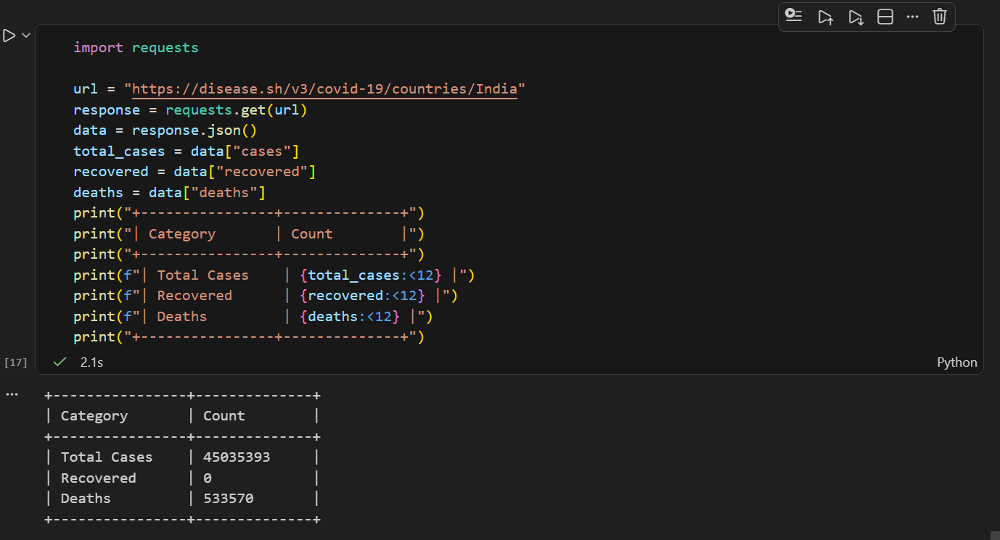 import requests

url = "https://disease.sh/v3/covid-19/countries/India"
response = requests.get(url)
data = response.json()
total_cases = data["cases"]
recovered = data["recovered"]
deaths = data["deaths"]
print("+----------------+--------------+")
print("| Category       | Count        |")
print("+----------------+--------------+")
print(f"| Total Cases    | {total_cases:<12} |")
print(f"| Recovered      | {recovered:<12} |")
print(f"| Deaths         | {deaths:<12} |")
print("+----------------+--------------+")
[17] 2.1s Python
+----------------+--------------+
| Category       | Count        |
+----------------+--------------+
| Total Cases    | 45035393     |
| Recovered      | 0            |
| Deaths         | 533570       |
+----------------+--------------+